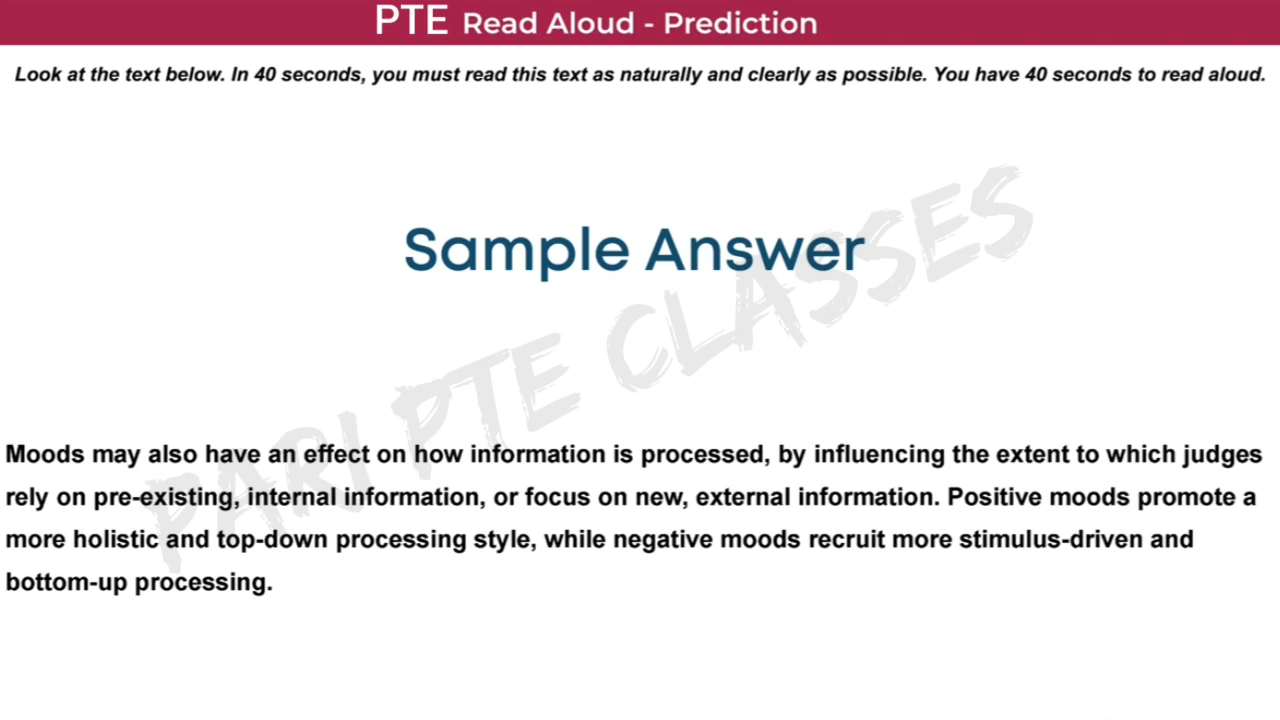 PTE Read Aloud - Prediction
Look at the text below. In 40 seconds, you must read this text as naturally and clearly as possible. You have 40 seconds to read aloud.
Sample Answer
PARI PTE CLASSES
Moods may also have an effect on how information is processed, by influencing the extent to which judges
rely on pre-existing, internal information, or focus on new, external information. Positive moods promote a
more holistic and top-down processing style, while negative moods recruit more stimulus-driven and
bottom-up processing.